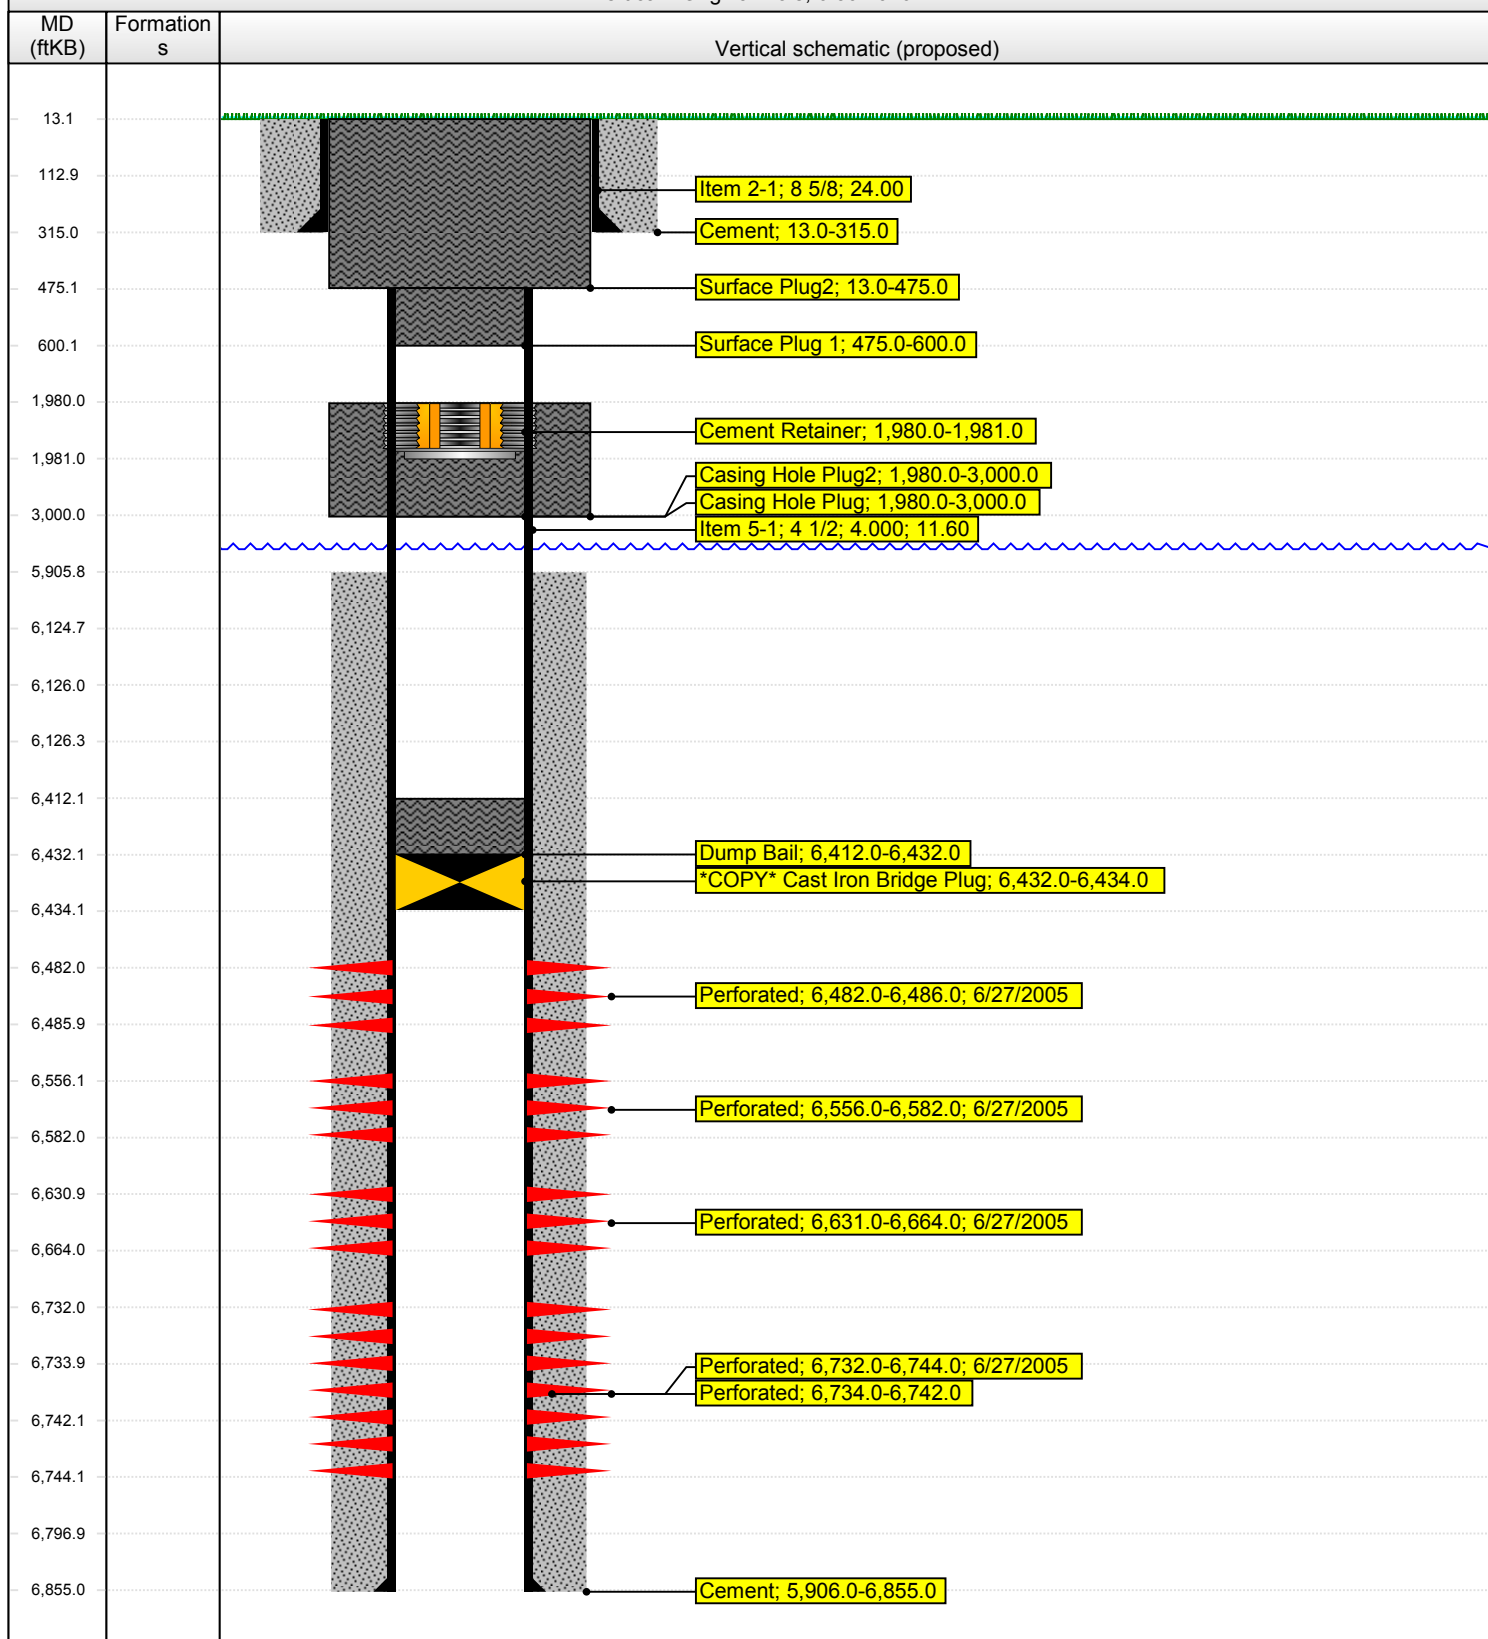 MD
(ftKB)
Formation
s
Vertical schematic (proposed)
13.1
112.9
Item 2-1; 8 5/8; 24.00
315.0
Cement; 13.0-315.0
475.1
Surface Plug2; 13.0-475.0
600.1
Surface Plug 1; 475.0-600.0
1,980.0
Cement Retainer; 1,980.0-1,981.0
1,981.0
Casing Hole Plug2; 1,980.0-3,000.0
Casing Hole Plug; 1,980.0-3,000.0
3,000.0
Item 5-1; 4 1/2; 4.000; 11.60
5,905.8
6,124.7
6,126.0
6,126.3
6,412.1
6,432.1
Dump Bail; 6,412.0-6,432.0
*COPY* Cast Iron Bridge Plug; 6,432.0-6,434.0
6,434.1
6,482.0
Perforated; 6,482.0-6,486.0; 6/27/2005
6,485.9
6,556.1
Perforated; 6,556.0-6,582.0; 6/27/2005
6,582.0
6,630.9
Perforated; 6,631.0-6,664.0; 6/27/2005
6,664.0
6,732.0
6,733.9
Perforated; 6,732.0-6,744.0; 6/27/2005
Perforated; 6,734.0-6,742.0
6,742.1
6,744.1
6,796.9
6,855.0
Cement; 5,906.0-6,855.0